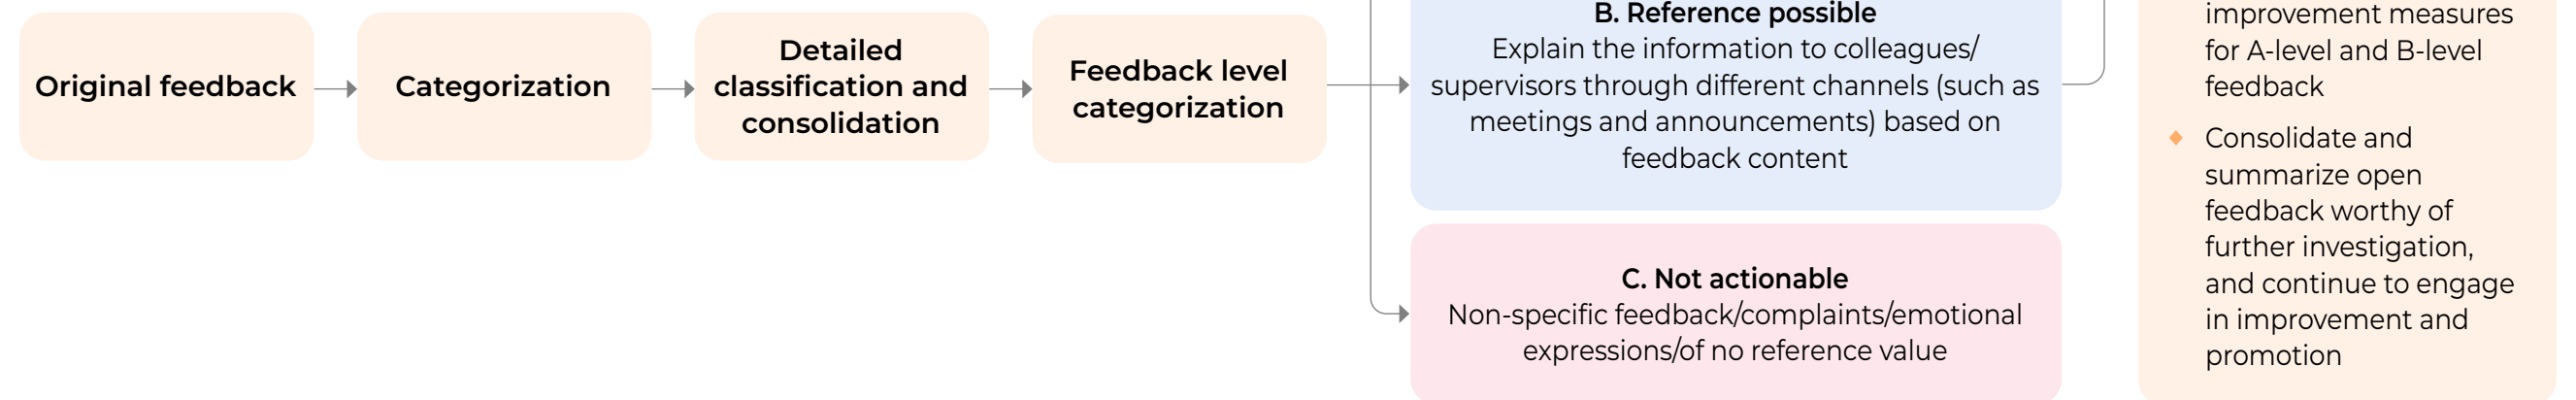 Original feedback
Categorization
Detailed
classification and
consolidation
Feedback level
categorization
B. Reference possible
Explain the information to colleagues/
supervisors through different channels (such as
meetings and announcements) based on
feedback content
C. Not actionable
Non-specific feedback/complaints/emotional
expressions/of no reference value
improvement measures
for A-level and B-level
feedback
Consolidate and
summarize open
feedback worthy of
further investigation,
and continue to engage
in improvement and
promotion